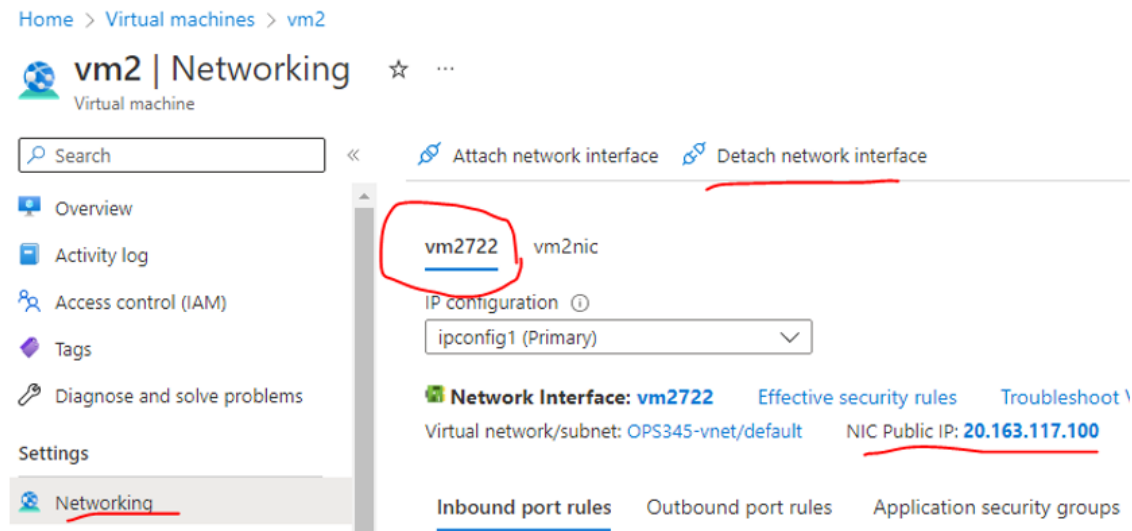 Home > Virtual machines > vm2
vm2 | Networking
Virtual machine
Search
Attach network interface
Detach network interface
Overview
Activity log
Access control (IAM)
Tags
Diagnose and solve problems
Settings
Networking
vm2722 vm2nic
IP configuration
ipconfig1 (Primary)
Network Interface: vm2722 Effective security rules Troubleshoot V
Virtual network/subnet: OPS345-vnet/default NIC Public IP: 20.163.117.100
Inbound port rules Outbound port rules Application security groups